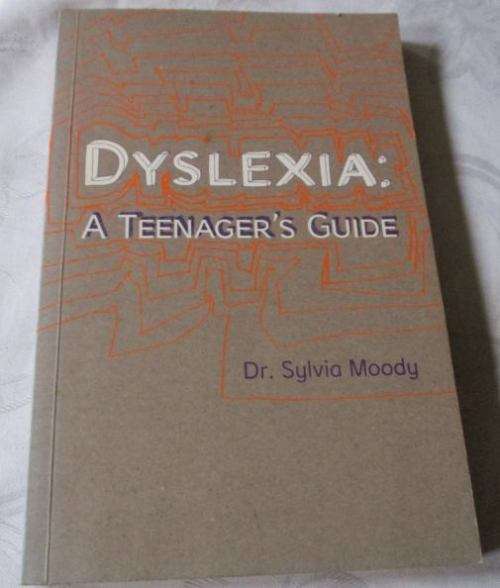 DYSLEXIA:
A TEENAGER'S GUIDE
Dr. Sylvia Moody